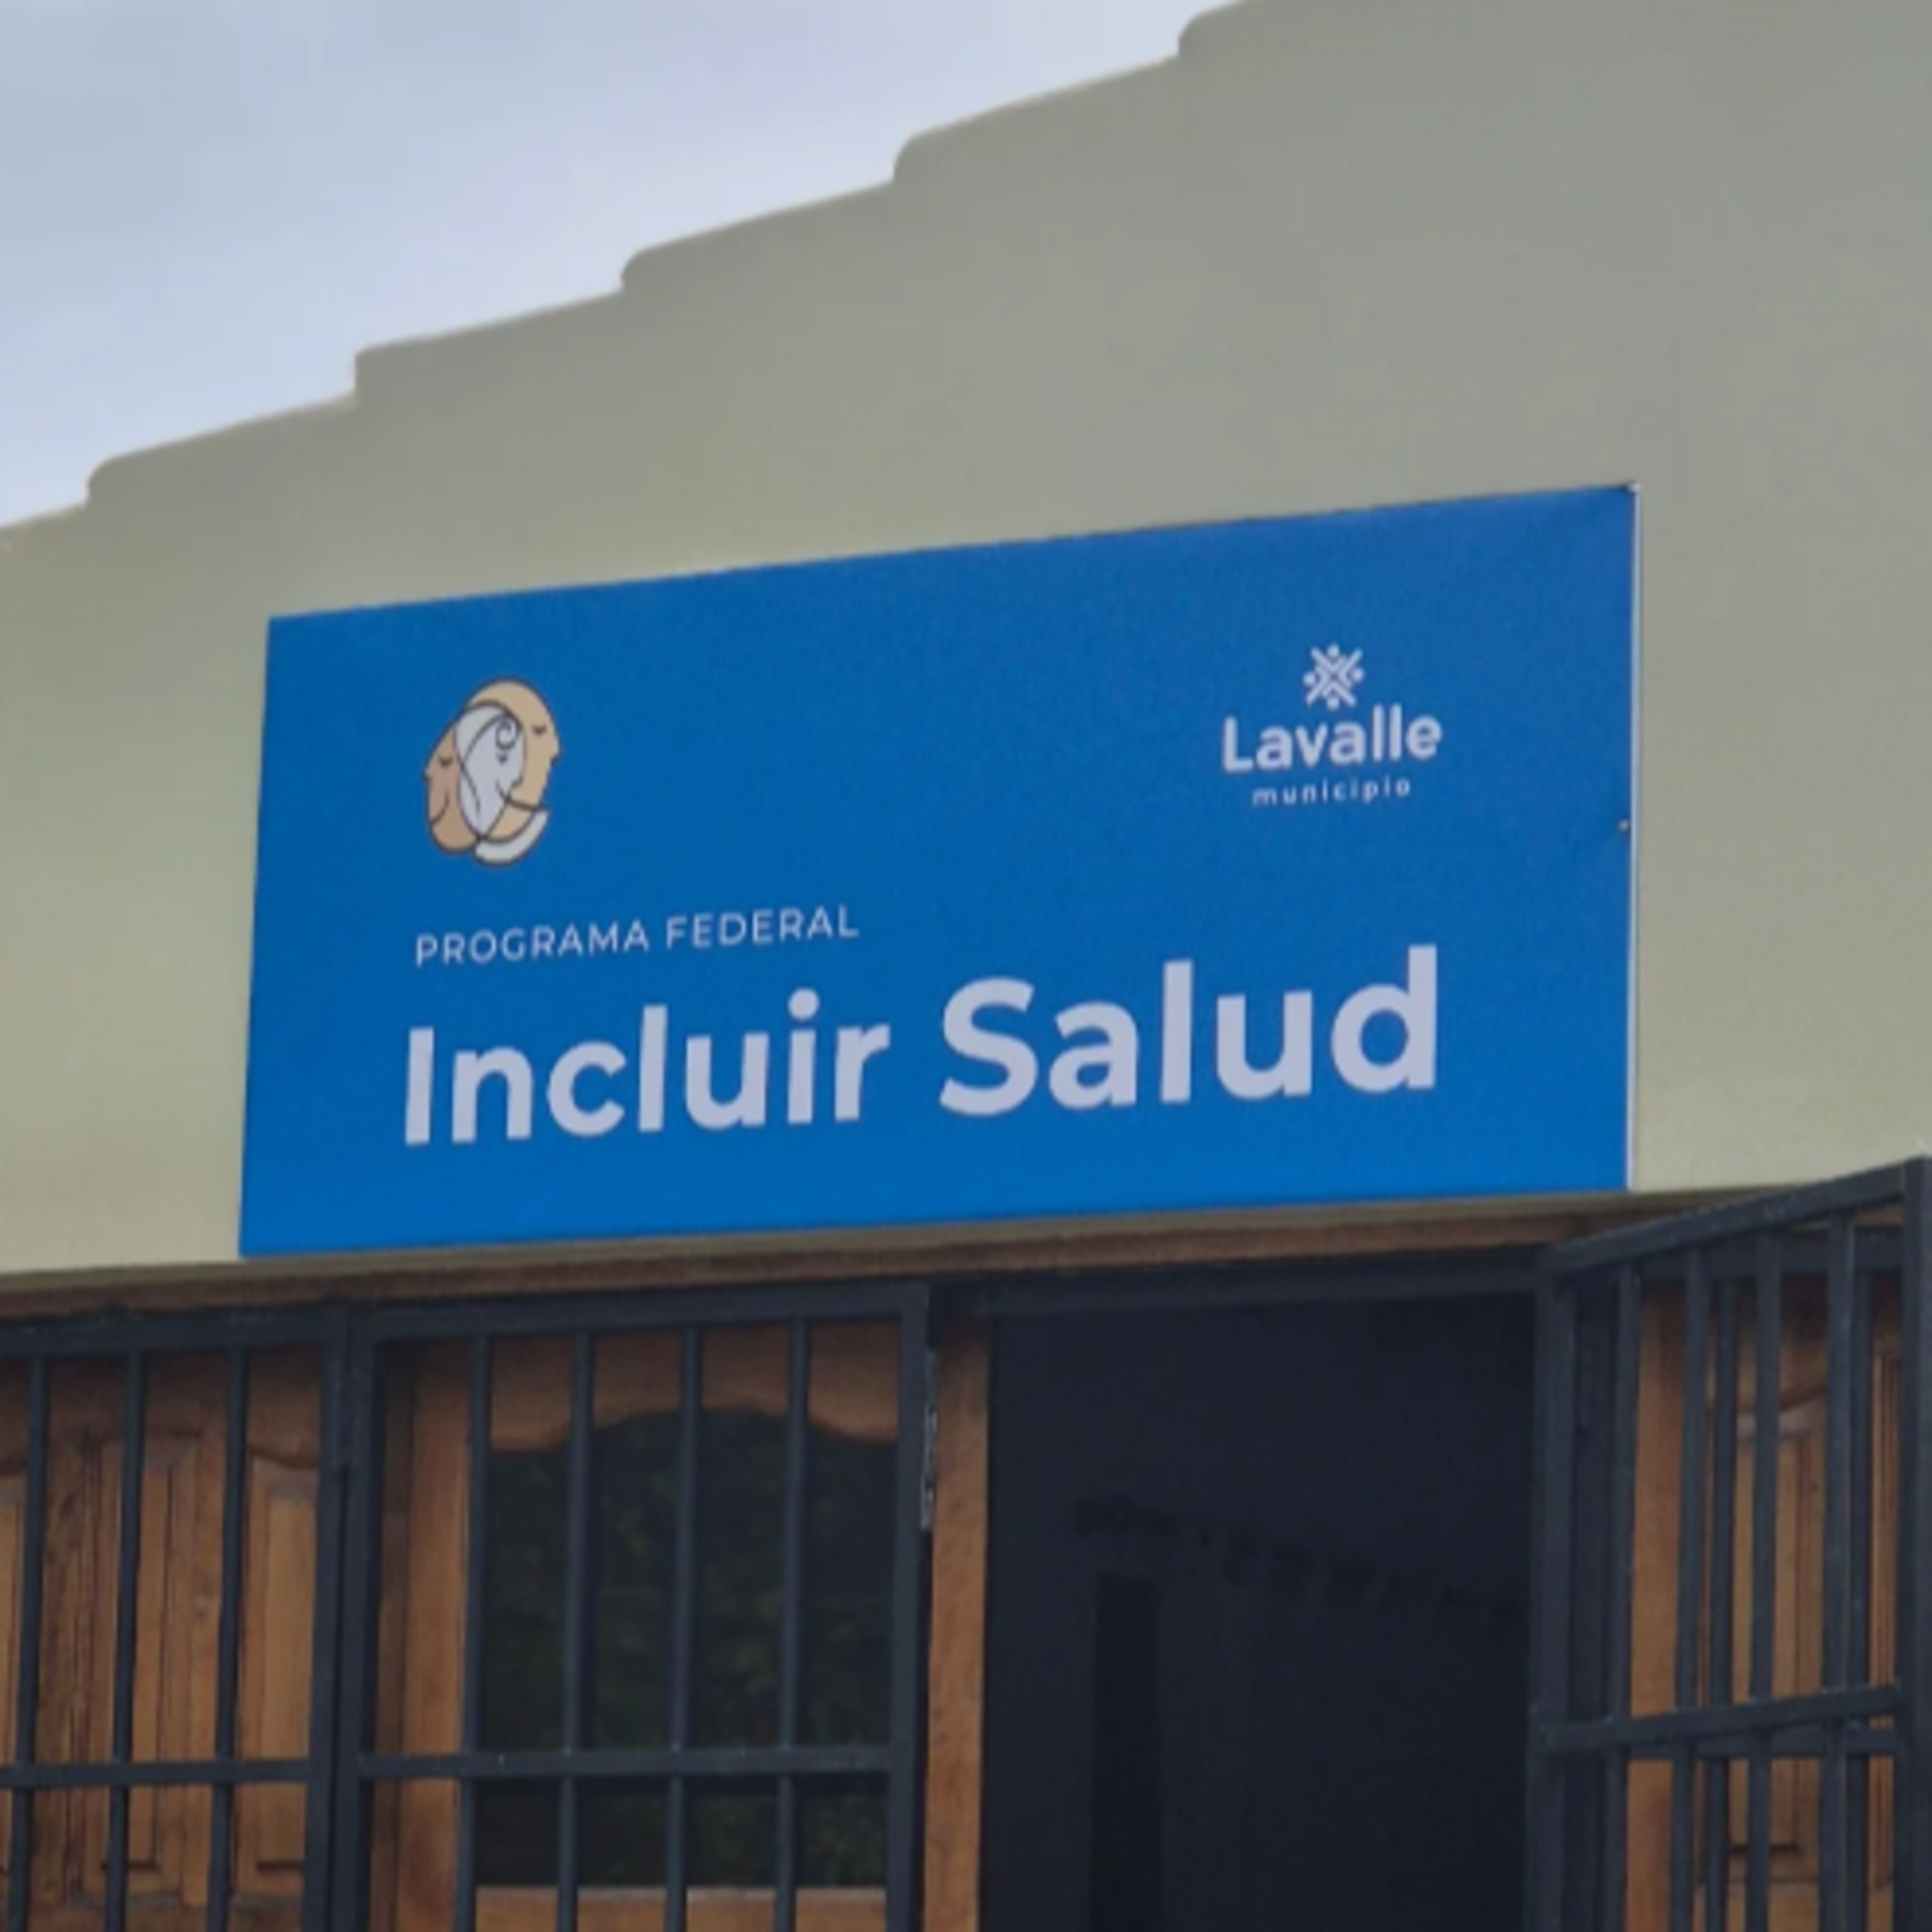 Lavalle
municipio
PROGRAMA FEDERAL
Incluir Salud